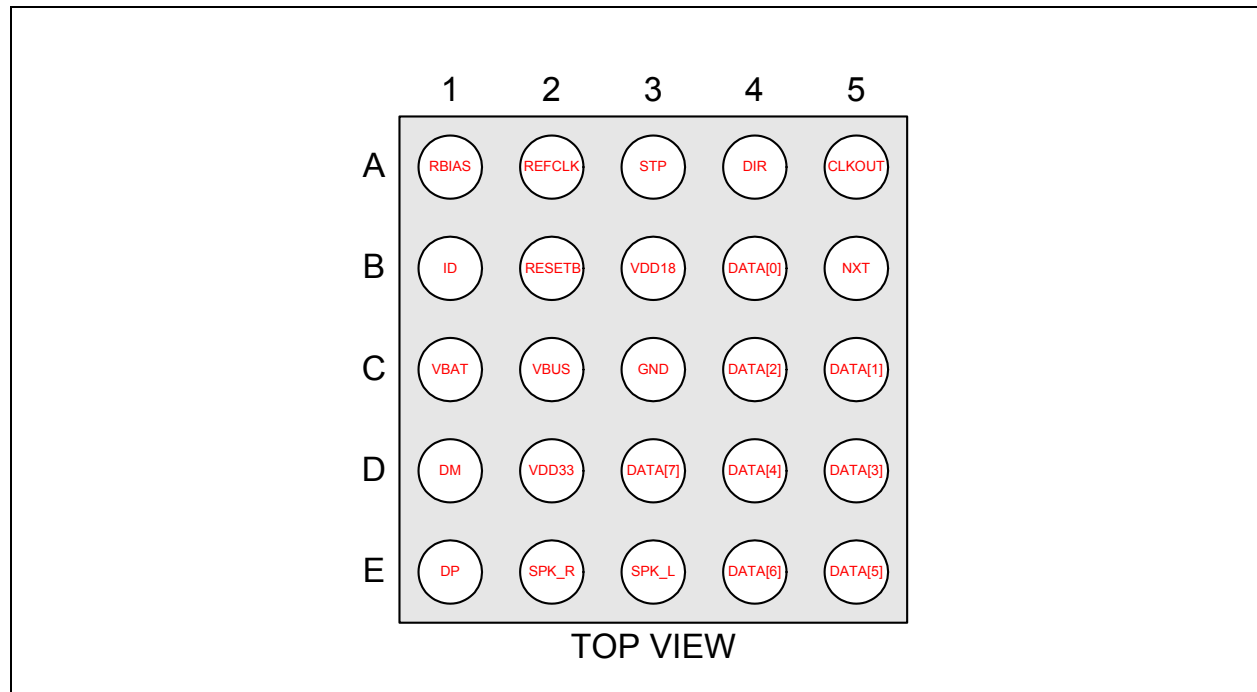 1 2 3 4 5
A RBIAS REFCLK STP DIR CLKOUT
B ID RESETB VDD18 DATA[0] NXT
C VBAT VBUS GND DATA[2] DATA[1]
D DM VDD33 DATA[7] DATA[4] DATA[3]
E DP SPK_R SPK_L DATA[6] DATA[5]
TOP VIEW